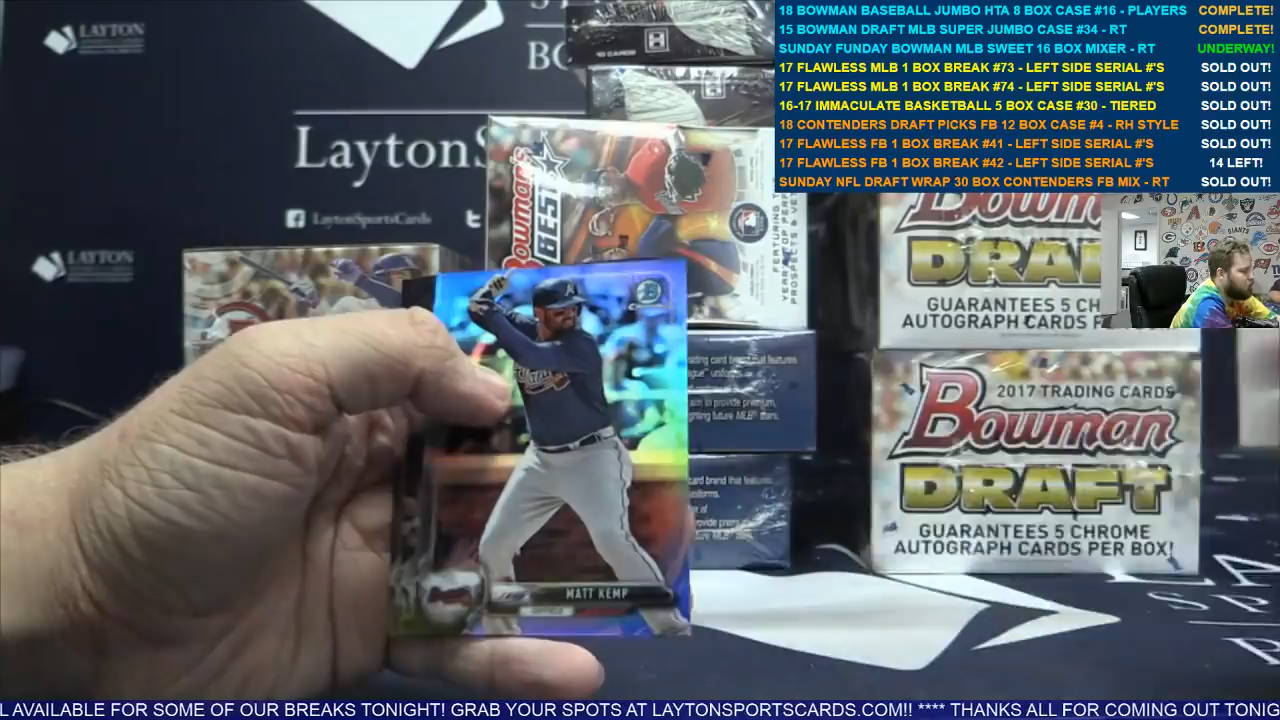 18 BOWMAN BASEBALL JUMBO HTA 8 BOX CASE #16 - PLAYERS COMPLETE!
15 BOWMAN DRAFT MLB SUPER JUMBO CASE #34 - RT COMPLETE!
SUNDAY FUNDAY BOWMAN MLB SWEET 16 BOX MIXER - RT UNDERWAY!
17 FLAWLESS MLB 1 BOX BREAK #73 - LEFT SIDE SERIAL #'S SOLD OUT!
17 FLAWLESS MLB 1 BOX BREAK #74 - LEFT SIDE SERIAL #'S SOLD OUT!
16-17 IMMACULATE BASKETBALL 5 BOX CASE #30 - TIERED SOLD OUT!
18 CONTENDERS DRAFT PICKS FB 12 BOX CASE #4 - RH STYLE SOLD OUT!
17 FLAWLESS FB 1 BOX BREAK #41 - LEFT SIDE SERIAL #'S SOLD OUT!
17 FLAWLESS FB 1 BOX BREAK #42 - LEFT SIDE SERIAL #'S 14 LEFT!
SUNDAY NFL DRAFT WRAP 30 BOX CONTENDERS FB MIX - RT SOLD OUT!
LAYTON
LaytonS
LaytonSportsCards
LAYTON
Bowman's
BEST
FEATURING
Bowman
DRA
GUARANTEES 5 CH
AUTOGRAPH CARDS
2017 TRADING CARDS
Bowman
DRAFT
GUARANTEES 5 CHROME
AUTOGRAPH CARDS PER BOX!
MATT KEMP
L AVAILABLE FOR SOME OF OUR BREAKS TONIGHT! GRAB YOUR SPOTS AT LAYTONSPORTSCARDS.COM!! **** THANKS ALL FOR COMING OUT TONIG